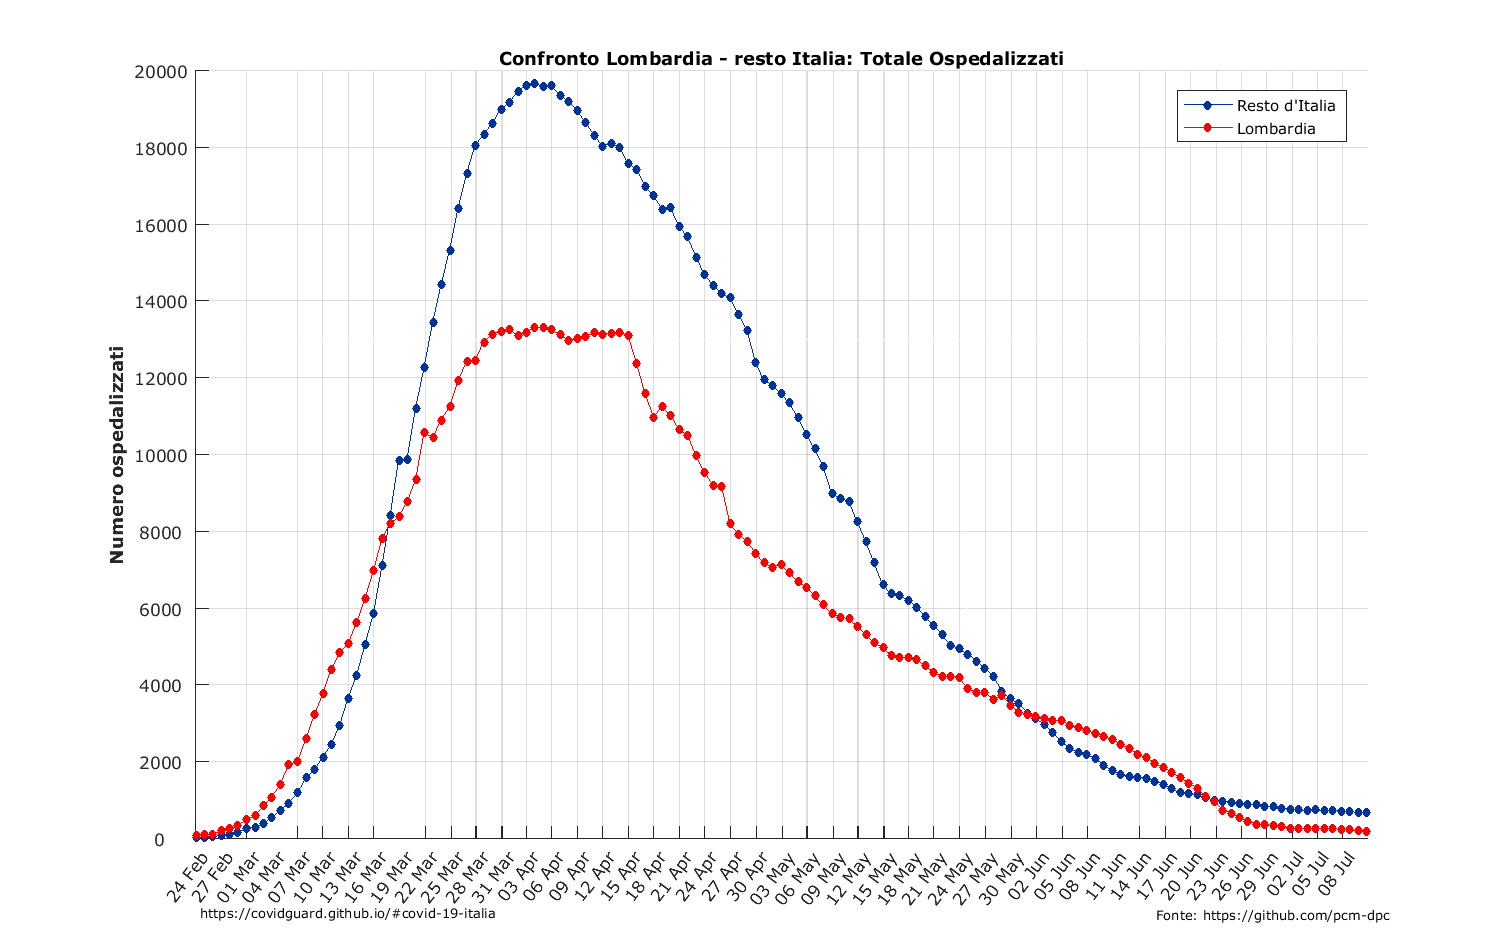 Confronto Lombardia - resto Italia: Totale Ospedalizzati
20000
18000
16000
14000
12000
10000
8000
6000
4000
2000
0
Numero ospedalizzati
Resto d'Italia
Lombardia
24 Feb
27 Feb
01 Mar
04 Mar
07 Mar
10 Mar
13 Mar
16 Mar
19 Mar
22 Mar
25 Mar
28 Mar
31 Mar
03 Apr
06 Apr
09 Apr
12 Apr
15 Apr
18 Apr
21 Apr
24 Apr
27 Apr
30 Apr
03 May
06 May
09 May
12 May
15 May
18 May
21 May
24 May
27 May
30 May
02 Jun
05 Jun
08 Jun
11 Jun
14 Jun
17 Jun
20 Jun
23 Jun
26 Jun
29 Jun
02 Jul
05 Jul
08 Jul
https://covidguard.github.io/#covid-19-italia
Fonte: https://github.com/pcm-dpc